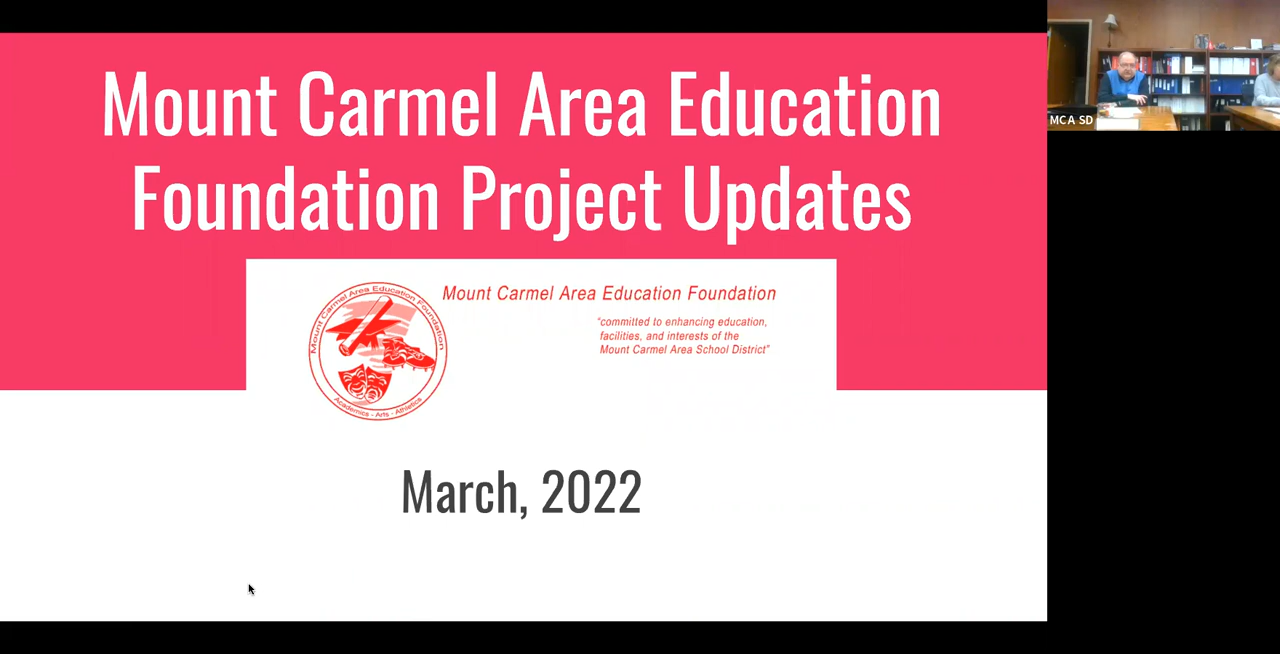 Mount Carmel Area Education
Foundation Project Updates
Mount Carmel Area Education Foundation
Mount Carmel Area Education Foundation
"committed to enhancing education,
facilities, and interests of the
Mount Carmel Area School District"
Academics - Arts - Athletics
March, 2022
MCA SD